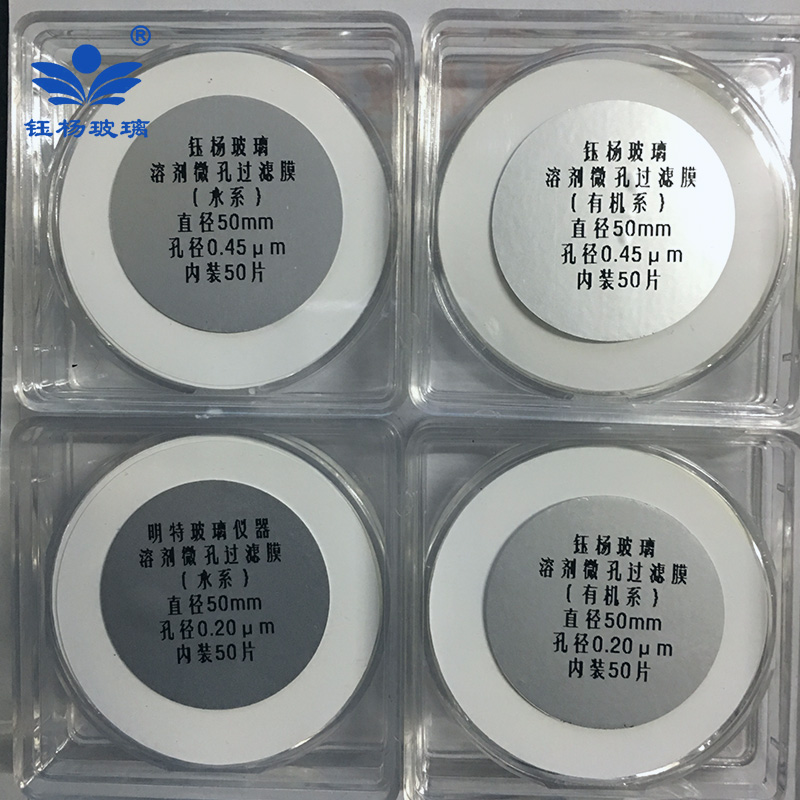 ®
钰杨玻璃
钰杨玻璃
溶剂微孔过滤膜
（水系）
直径50mm
孔径0.45μm
内装50片
钰杨玻璃
溶剂微孔过滤膜
（有机系）
直径50mm
孔径0.45μm
内装50片
明特玻璃仪器
溶剂微孔过滤膜
（水系）
直径50mm
孔径0.20μm
内装50片
钰杨玻璃
溶剂微孔过滤膜
（有机系）
直径50mm
孔径0.20μm
内装50片